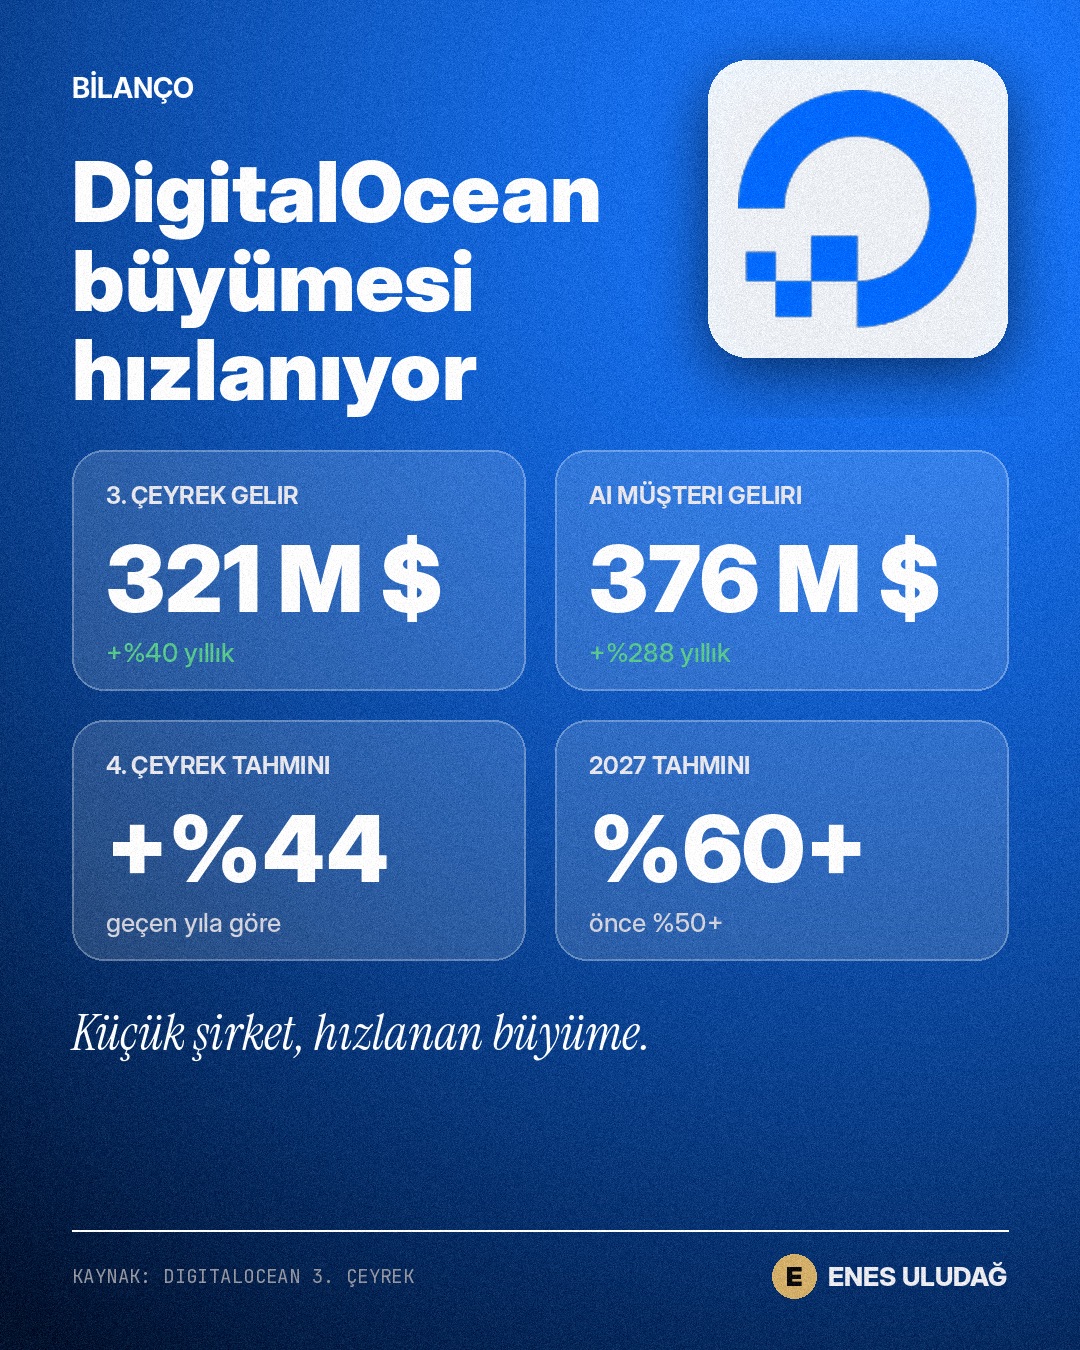 BİLANÇO
DigitalOcean
büyümesi
hızlanıyor
3. ÇEYREK GELIR
321 M $
+%40 yıllık
AI MÜŞTERI GELIRI
376 M $
+%288 yıllık
4. ÇEYREK TAHMINI
+%44
geçen yıla göre
2027 TAHMINI
%60+
önce %50+
Küçük şirket, hızlanan büyüme.
KAYNAK: DIGITALOCEAN 3. ÇEYREK
E ENES ULUDAĞ